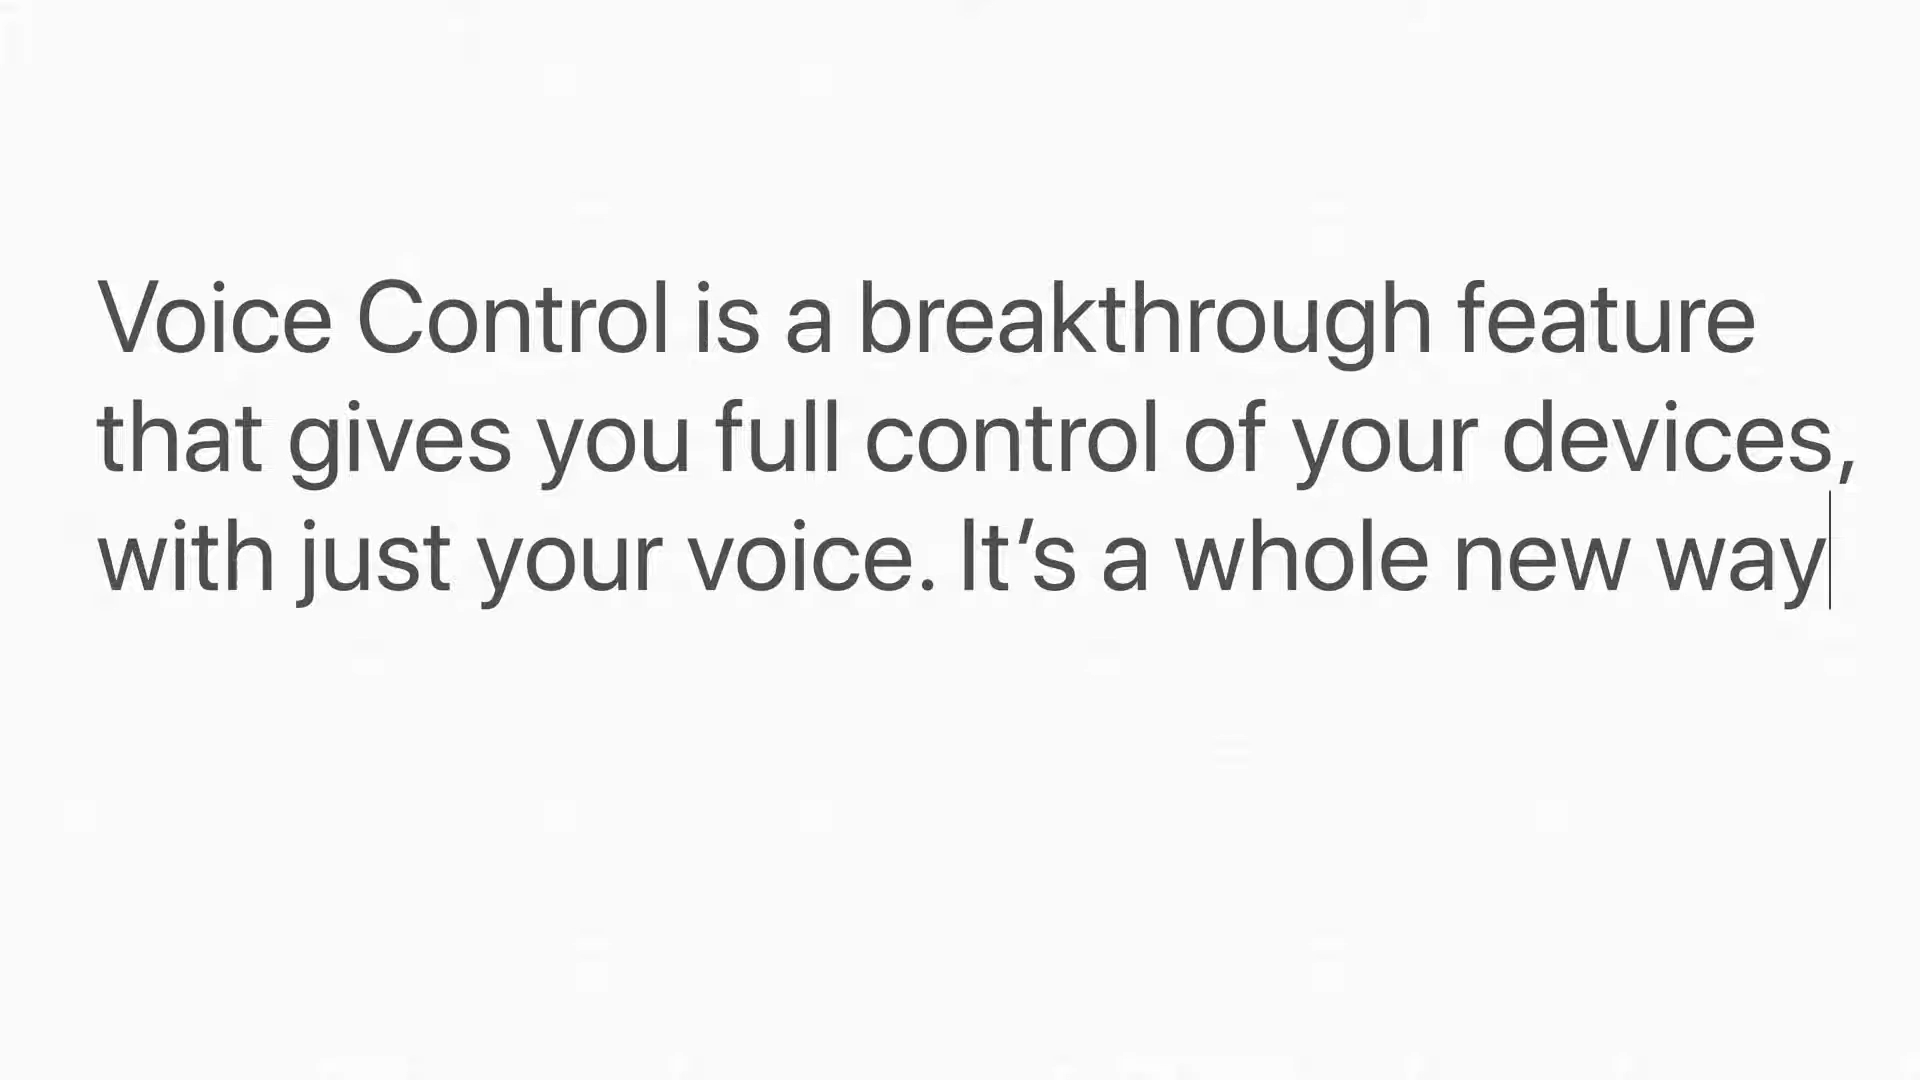 Voice Control is a breakthrough feature
that gives you full control of your devices,
with just your voice. It’s a whole new way